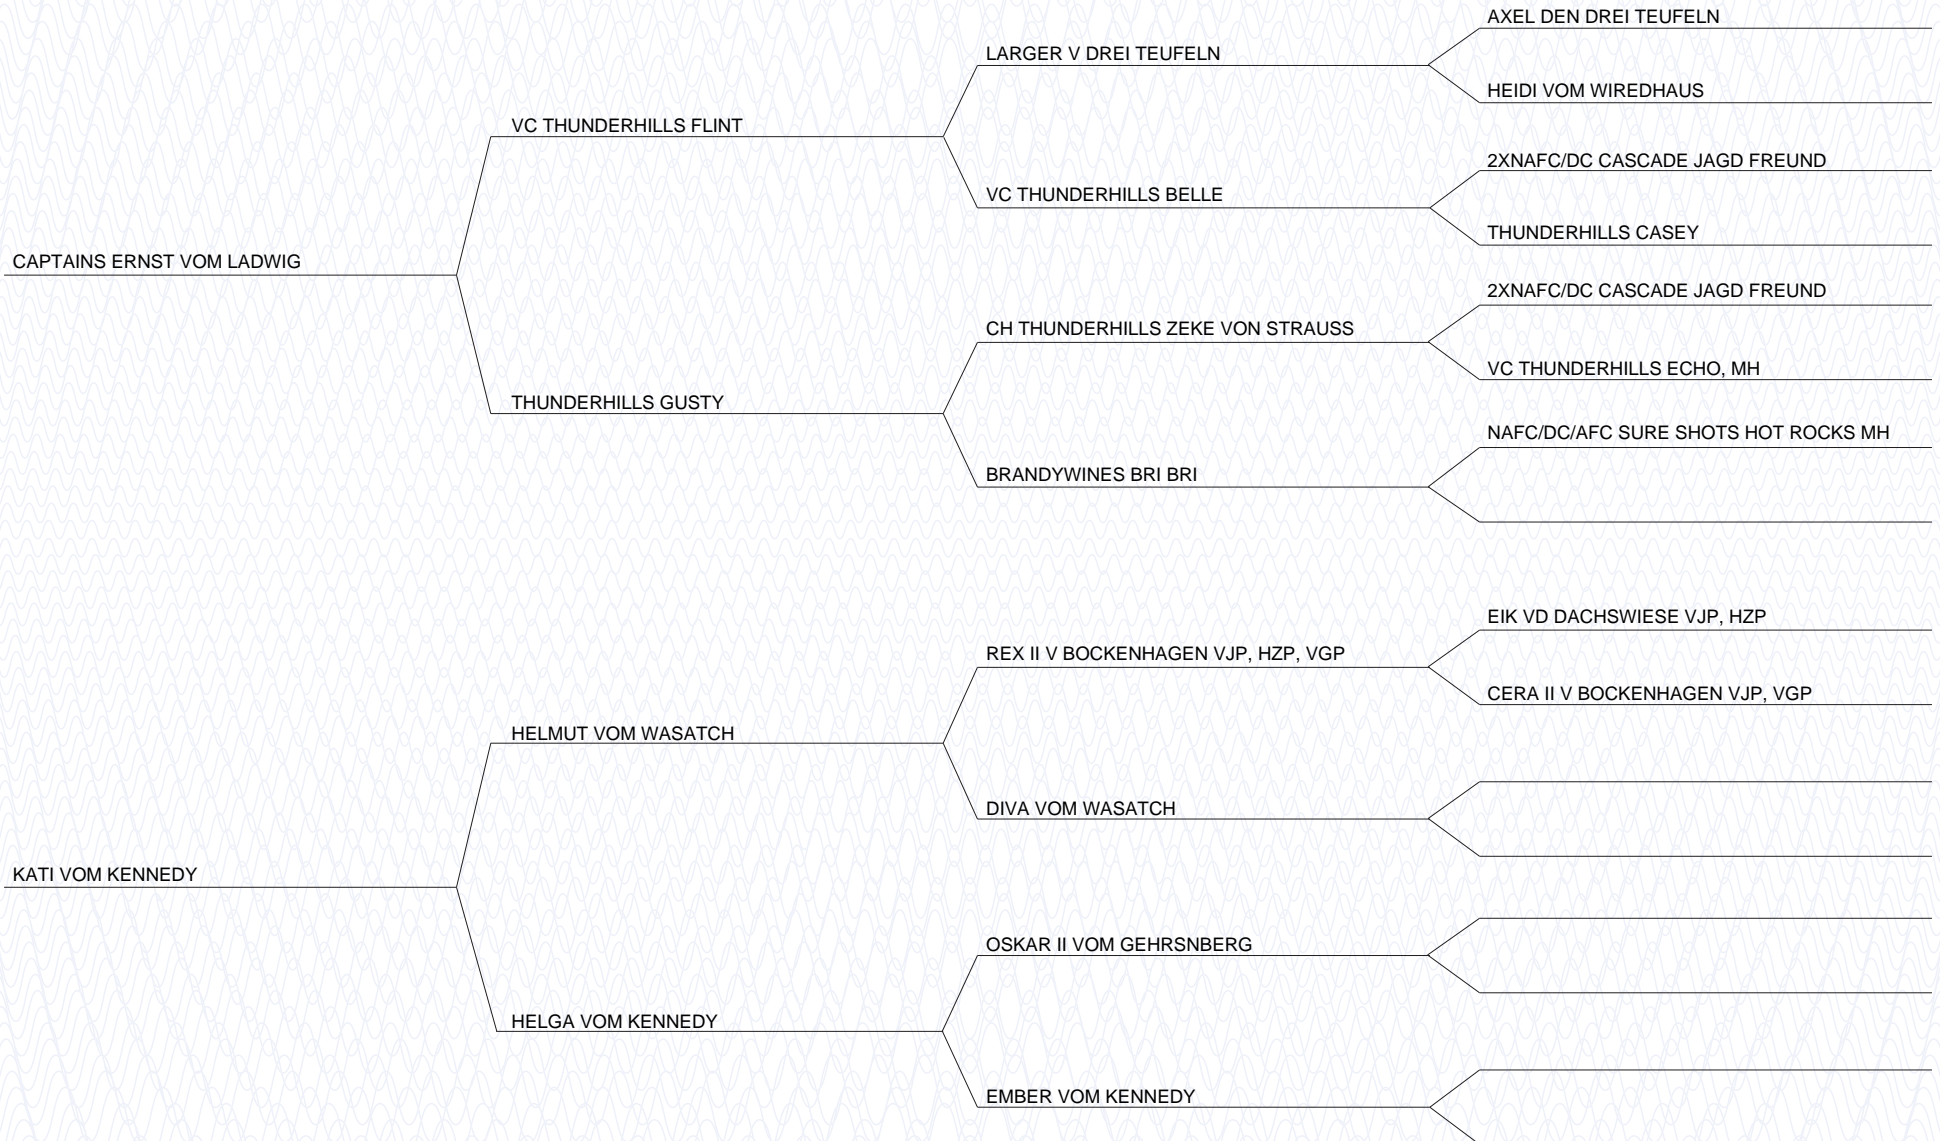 AXEL DEN DREI TEUFELN
LARGER V DREI TEUFELN
HEIDI VOM WIREDHAUS
VC THUNDERHILLS FLINT
2XNAFC/DC CASCADE JAGD FREUND
VC THUNDERHILLS BELLE
THUNDERHILLS CASEY
CAPTAINS ERNST VOM LADWIG
2XNAFC/DC CASCADE JAGD FREUND
CH THUNDERHILLS ZEKE VON STRAUSS
VC THUNDERHILLS ECHO, MH
THUNDERHILLS GUSTY
NAFC/DC/AFC SURE SHOTS HOT ROCKS MH
BRANDYWINES BRI BRI
EIK VD DACHSWIESE VJP, HZP
REX II V BOCKENHAGEN VJP, HZP, VGP
CERA II V BOCKENHAGEN VJP, VGP
HELMUT VOM WASATCH
DIVA VOM WASATCH
KATI VOM KENNEDY
OSKAR II VOM GEHRSNBERG
HELGA VOM KENNEDY
EMBER VOM KENNEDY